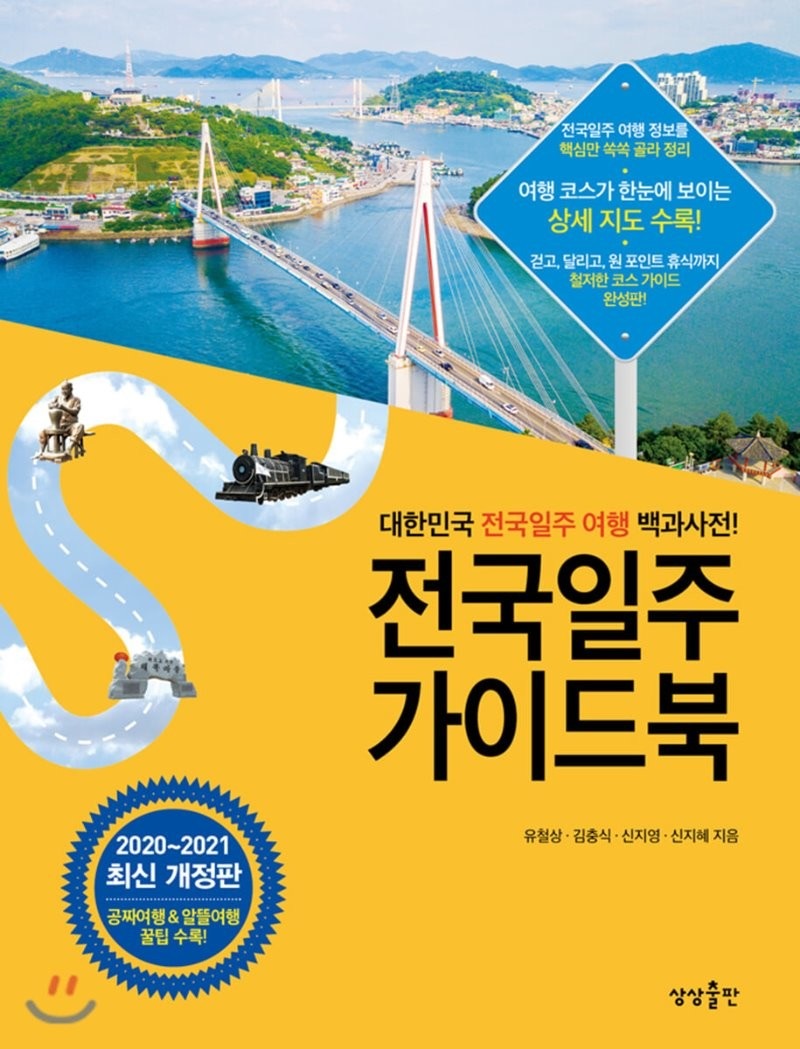 전국일주 여행 정보를
핵심만 쏙쏙 골라 정리
여행 코스가 한눈에 보이는
상세 지도 수록!
걷고, 달리고, 원 포인트 휴식까지
철저한 코스 가이드
완성판!
대한민국 전국일주 여행 백과사전!
전국일주
가이드북
유철상 · 김충식 · 신지영 · 신지혜 지음
2020~2021
최신 개정판
공짜여행 & 알뜰여행
꿀팁 수록!
상상출판